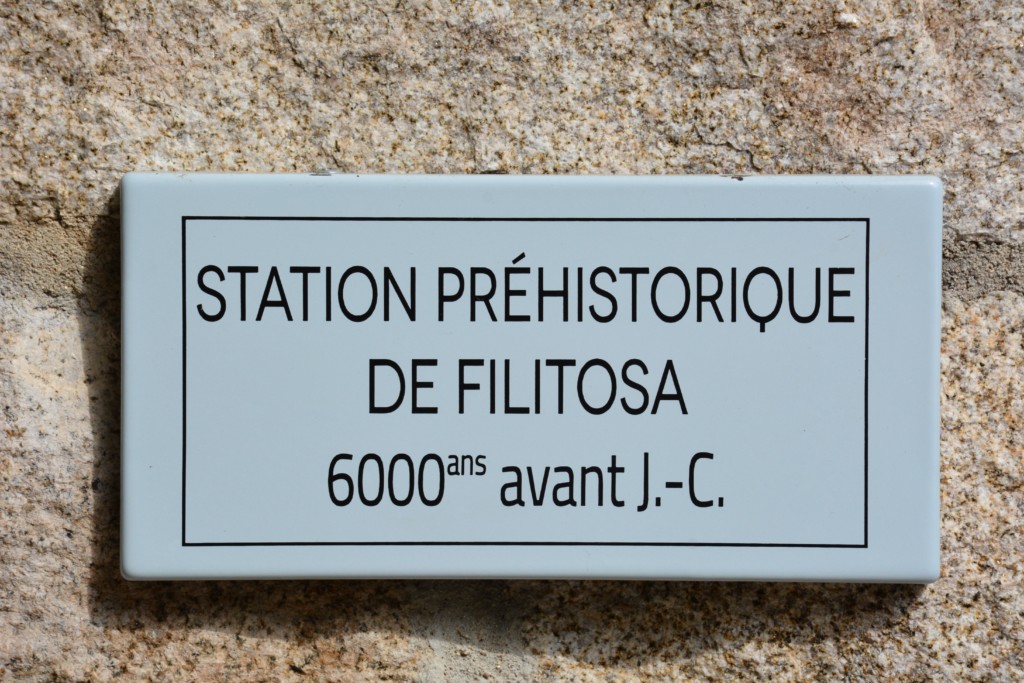 STATION PRÉHISTORIQUE
DE FILITOSA
6000ans avant J.-C.